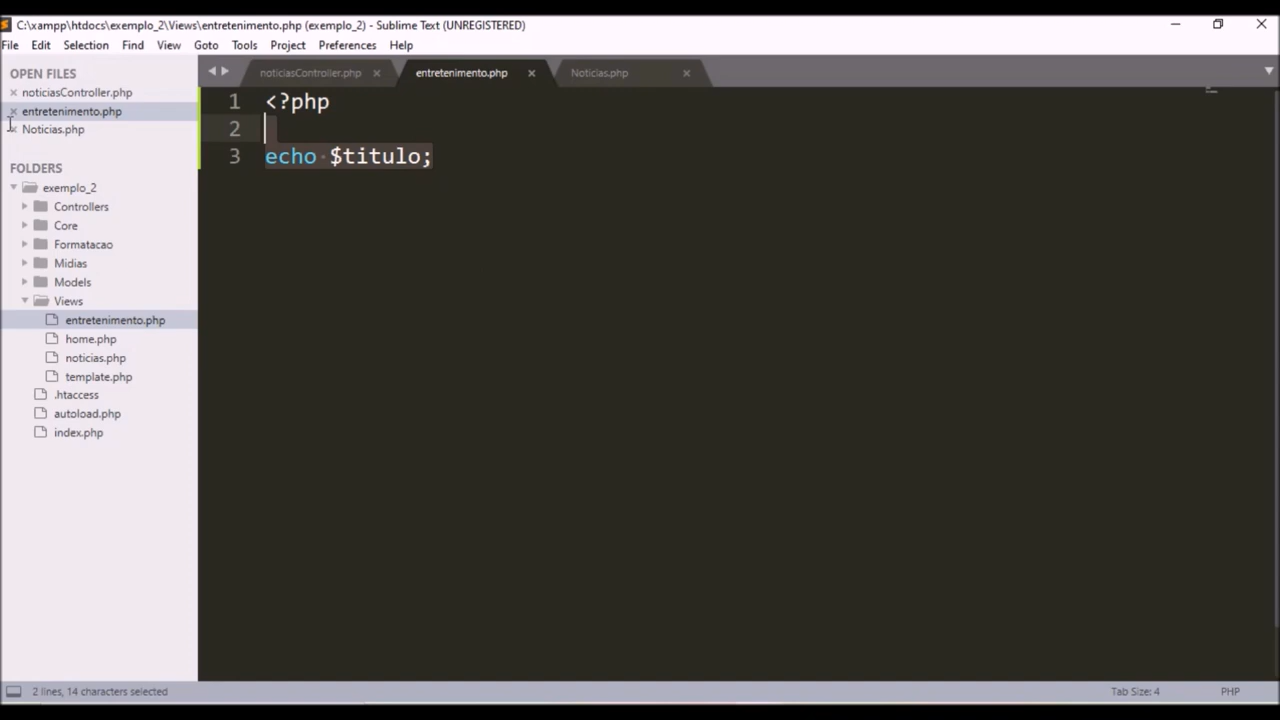 C:\xampp\htdocs\exemplo_2\Views\entretenimento.php (exemplo_2) - Sublime Text (UNREGISTERED)
File Edit Selection Find View Goto Tools Project Preferences Help
OPEN FILES
noticiasController.php
entretenimento.php
Noticias.php
FOLDERS
exemplo_2
Controllers
Core
Formatacao
Midias
Models
Views
entretenimento.php
home.php
noticias.php
template.php
.htaccess
autoload.php
index.php
noticiasController.php entretenimento.php Noticias.php
1 <?php
2
3 echo $titulo;
2 lines, 14 characters selected Tab Size: 4 PHP